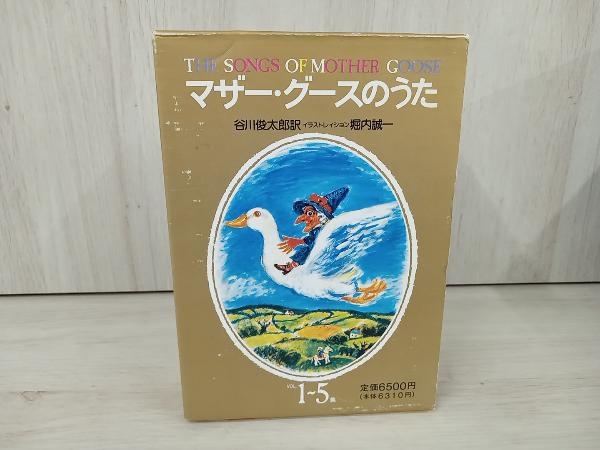 THE SONGS OF MOTHER GOOSE
マザー・グースのうた
谷川俊太郎訳 イラストレイション 堀内誠一
VOL. 1~5集
定価6500円
(本体6310円)